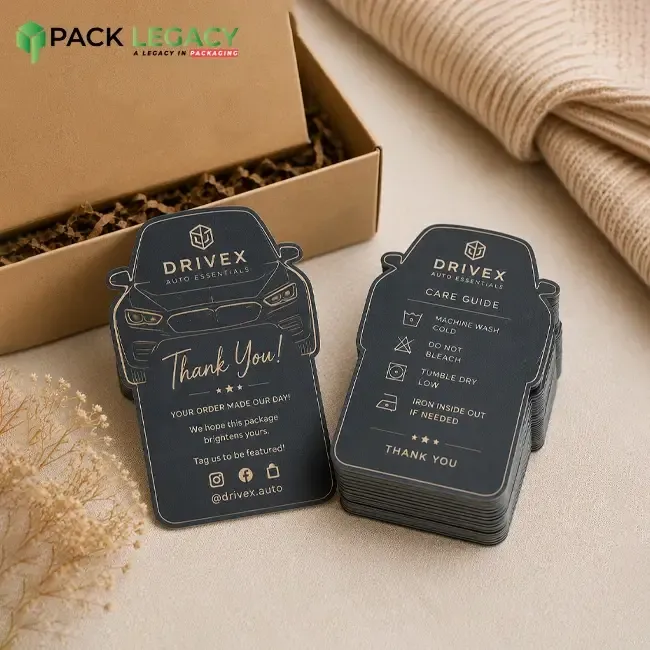 PACK LEGACY
A LEGACY IN PACKAGING
DRIVEX
AUTO ESSENTIALS
Thank You!
YOUR ORDER MADE OUR DAY!
We hope this package
brightens yours.
Tag us to be featured!
@drivex.auto
DRIVEX
AUTO ESSENTIALS
CARE GUIDE
MACHINE WASH
COLD
DO NOT
BLEACH
TUMBLE DRY
LOW
IRON INSIDE OUT
IF NEEDED
THANK YOU